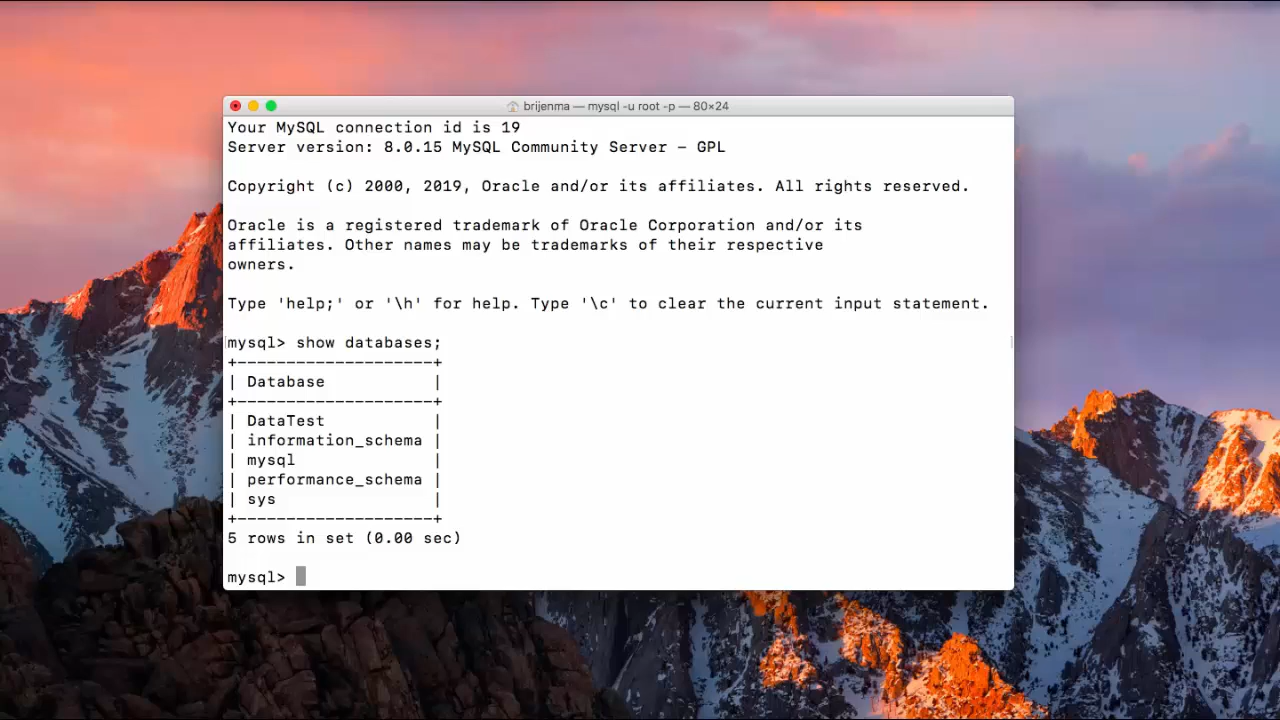 brijenma — mysql -u root -p — 80×24
Your MySQL connection id is 19
Server version: 8.0.15 MySQL Community Server - GPL
Copyright (c) 2000, 2019, Oracle and/or its affiliates. All rights reserved.
Oracle is a registered trademark of Oracle Corporation and/or its
affiliates. Other names may be trademarks of their respective
owners.
Type 'help;' or '\h' for help. Type '\c' to clear the current input statement.
mysql> show databases;
+--------------------+
| Database           |
+--------------------+
| DataTest           |
| information_schema |
| mysql              |
| performance_schema |
| sys                |
+--------------------+
5 rows in set (0.00 sec)
mysql>